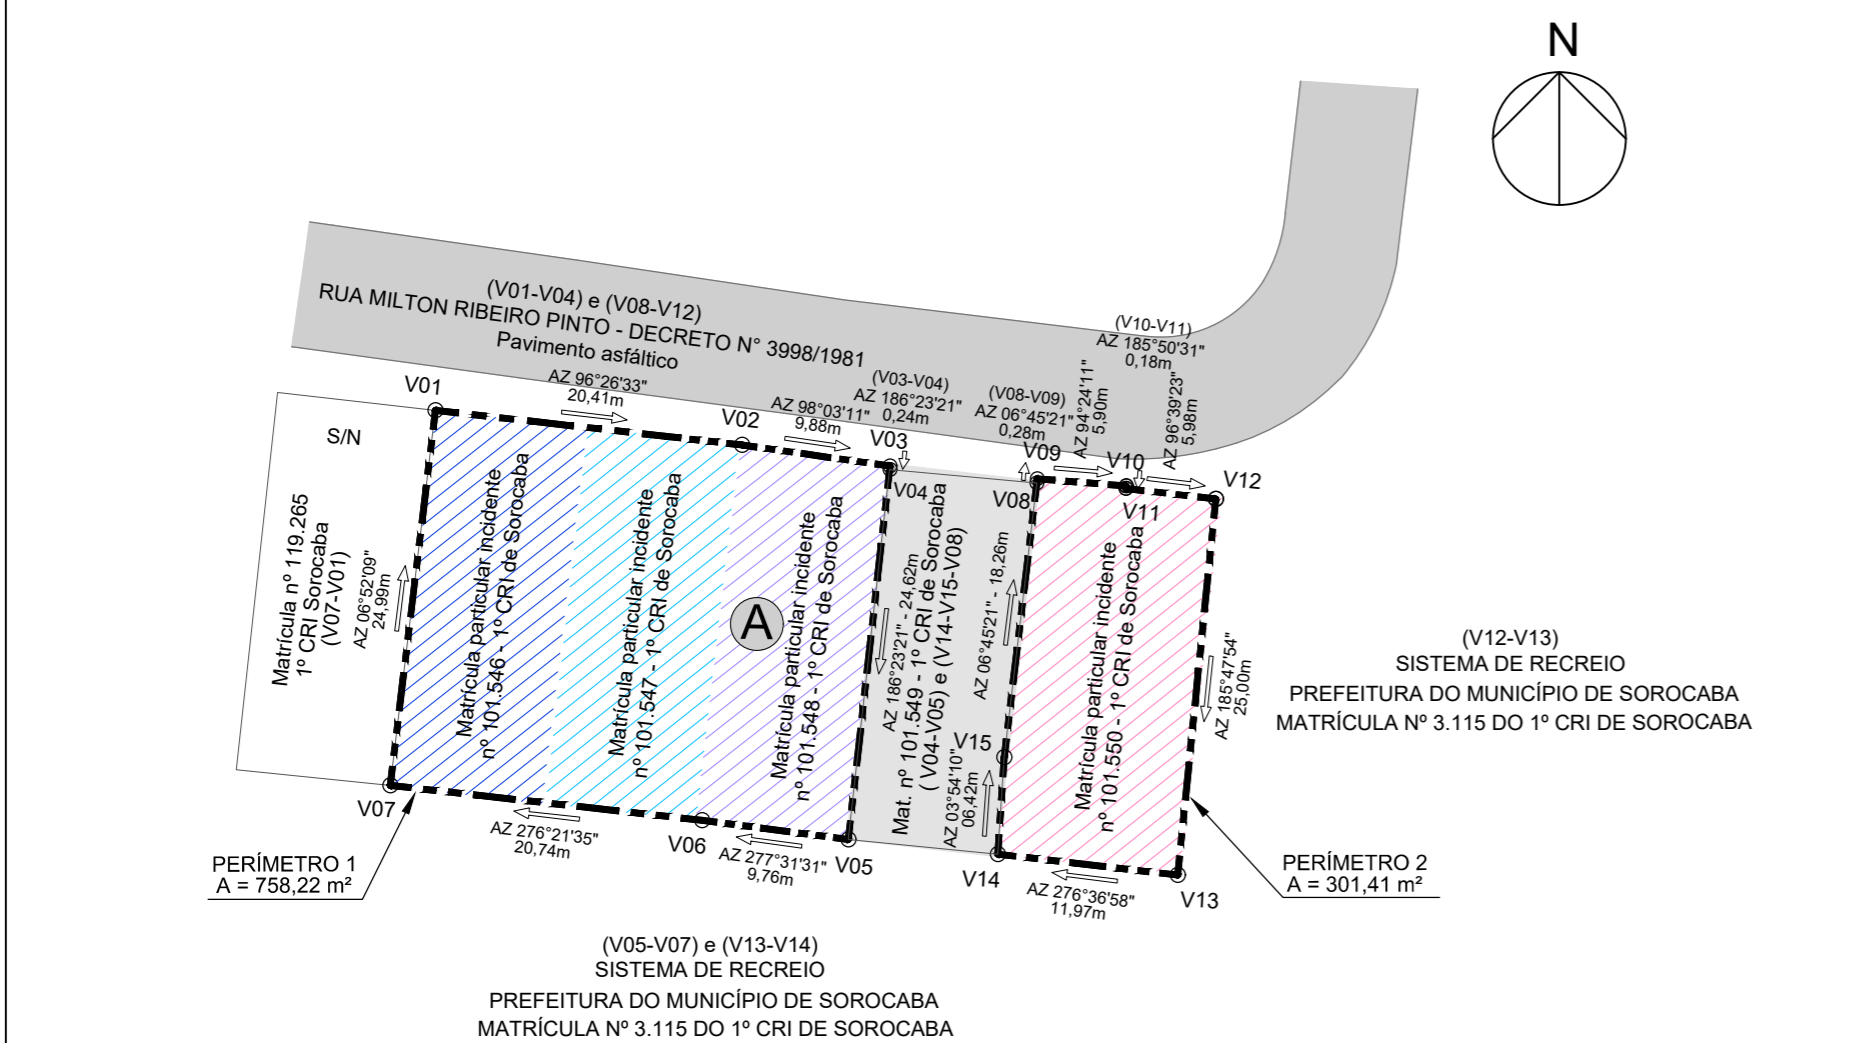 N
(V01-V04) e (V08-V12)
RUA MILTON RIBEIRO PINTO - DECRETO N° 3998/1981
Pavimento asfáltico
(V10-V11)
AZ 185°50'31"
0,18m
(V03-V04)
AZ 186°23'21"
0,24m
(V08-V09)
AZ 06°45'21"
0,28m
AZ 94°24'11"
5,90m
AZ 96°39'23"
5,98m
V01
AZ 96°26'33"
20,41m
V02
AZ 98°03'11"
9,88m
V03
V04
V08
V09
V10
V11
V12
S/N
Matrícula nº 119.265
1º CRI Sorocaba
(V07-V01)
AZ 06°52'09"
24,99m
Matrícula particular incidente
nº 101.546 - 1º CRI de Sorocaba
Matrícula particular incidente
nº 101.547 - 1º CRI de Sorocaba
A
Matrícula particular incidente
nº 101.548 - 1º CRI de Sorocaba
AZ 186°23'21" - 24,62m
Mat. nº 101.549 - 1º CRI de Sorocaba
( V04-V05) e (V14-V15-V08)
AZ 06°45'21" - 18,26m
V15
AZ 03°54'10"
06,42m
Matrícula particular incidente
nº 101.550 - 1º CRI de Sorocaba
AZ 185°47'54"
25,00m
(V12-V13)
SISTEMA DE RECREIO
PREFEITURA DO MUNICÍPIO DE SOROCABA
MATRÍCULA Nº 3.115 DO 1º CRI DE SOROCABA
V07
AZ 276°21'35"
20,74m
V06
AZ 277°31'31"
9,76m
V05
V14
AZ 276°36'58"
11,97m
V13
PERÍMETRO 1
A = 758,22 m²
PERÍMETRO 2
A = 301,41 m²
(V05-V07) e (V13-V14)
SISTEMA DE RECREIO
PREFEITURA DO MUNICÍPIO DE SOROCABA
MATRÍCULA Nº 3.115 DO 1º CRI DE SOROCABA